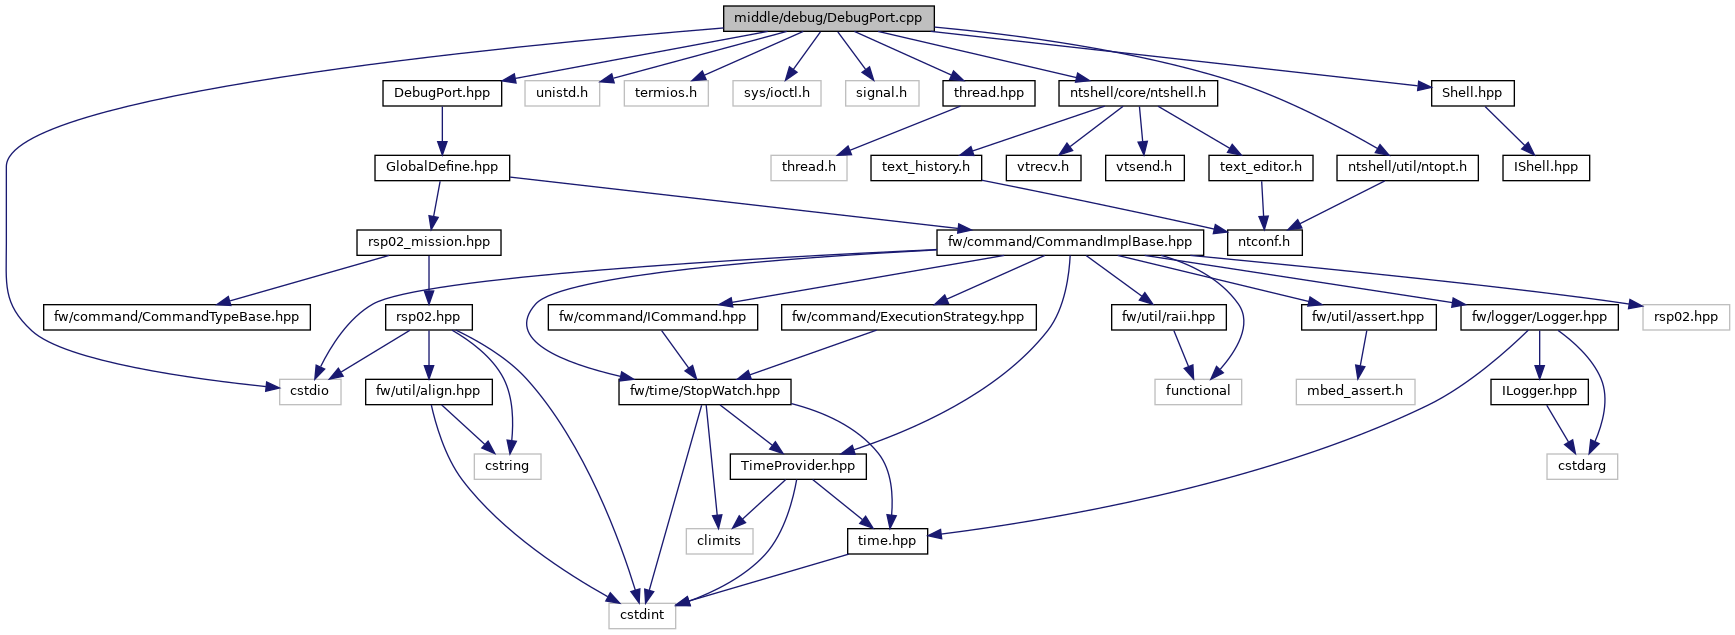 middle/debug/DebugPort.cpp
DebugPort.hpp
unistd.h
termios.h
sys/ioctl.h
signal.h
thread.hpp
ntshell/core/ntshell.h
Shell.hpp
GlobalDefine.hpp
thread.h
text_history.h
vtrecv.h
vtsend.h
text_editor.h
ntshell/util/ntopt.h
IShell.hpp
rsp02_mission.hpp
fw/command/CommandImplBase.hpp
ntconf.h
fw/command/CommandTypeBase.hpp
rsp02.hpp
fw/command/ICommand.hpp
fw/command/ExecutionStrategy.hpp
fw/util/raii.hpp
fw/util/assert.hpp
fw/logger/Logger.hpp
rsp02.hpp
cstdio
fw/util/align.hpp
fw/time/StopWatch.hpp
functional
mbed_assert.h
ILogger.hpp
cstring
TimeProvider.hpp
cstdarg
climits
time.hpp
cstdint